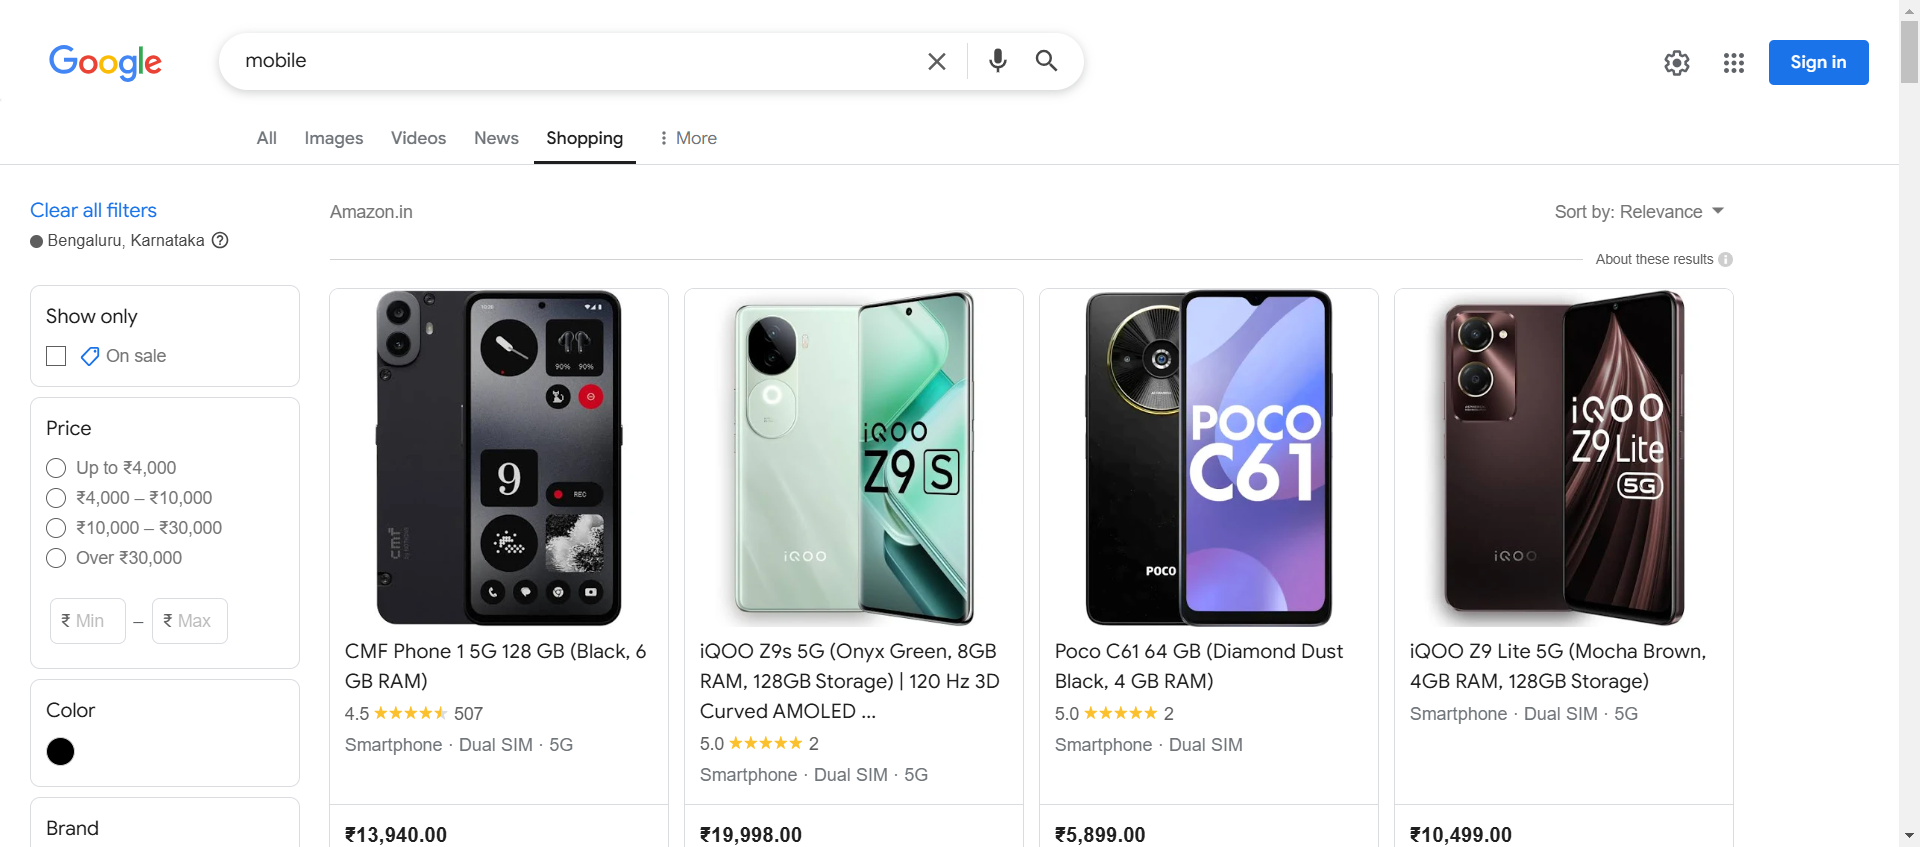 Google
mobile
Sign in
All Images Videos News Shopping More
Clear all filters
Bengaluru, Karnataka
Amazon.in
Sort by: Relevance
About these results
Show only
On sale
Price
Up to ₹4,000
₹4,000 – ₹10,000
₹10,000 – ₹30,000
Over ₹30,000
₹ Min – ₹ Max
Color
Brand
90% 90%
9
REC
cmf
iQOO
Z9 S
iQOO
POCO
C61
POCO
iQOO
Z9 Lite
5G
iQOO
CMF Phone 1 5G 128 GB (Black, 6
GB RAM)
4.5 507
Smartphone · Dual SIM · 5G
₹13,940.00
iQOO Z9s 5G (Onyx Green, 8GB
RAM, 128GB Storage) | 120 Hz 3D
Curved AMOLED ...
5.0 2
Smartphone · Dual SIM · 5G
₹19,998.00
Poco C61 64 GB (Diamond Dust
Black, 4 GB RAM)
5.0 2
Smartphone · Dual SIM
₹5,899.00
iQOO Z9 Lite 5G (Mocha Brown,
4GB RAM, 128GB Storage)
Smartphone · Dual SIM · 5G
₹10,499.00